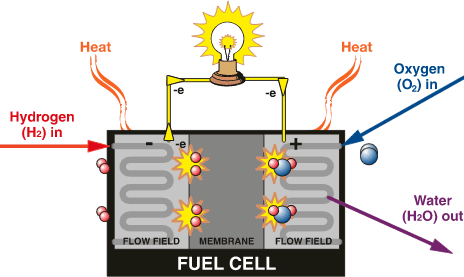 Heat
Heat
Oxygen
(O2) in
-e
-e
Hydrogen
(H2) in
-
-e
+
Water
(H2O) out
FLOW FIELD
MEMBRANE
FLOW FIELD
FUEL CELL